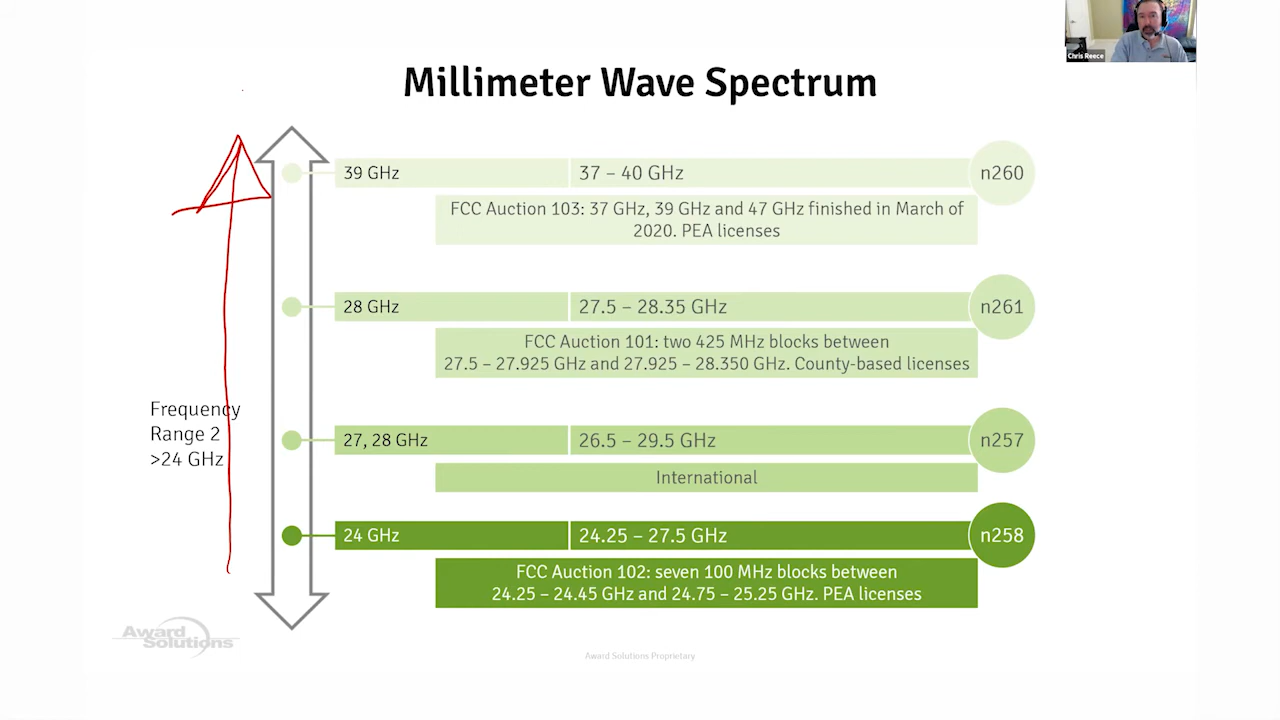 Chris Reece
Millimeter Wave Spectrum
39 GHz
37 – 40 GHz
n260
FCC Auction 103: 37 GHz, 39 GHz and 47 GHz finished in March of
2020. PEA licenses
28 GHz
27.5 – 28.35 GHz
n261
FCC Auction 101: two 425 MHz blocks between
27.5 – 27.925 GHz and 27.925 – 28.350 GHz. County-based licenses
Frequency
Range 2
>24 GHz
27, 28 GHz
26.5 – 29.5 GHz
n257
International
24 GHz
24.25 – 27.5 GHz
n258
FCC Auction 102: seven 100 MHz blocks between
24.25 – 24.45 GHz and 24.75 – 25.25 GHz. PEA licenses
Award
Solutions
Award Solutions Proprietary